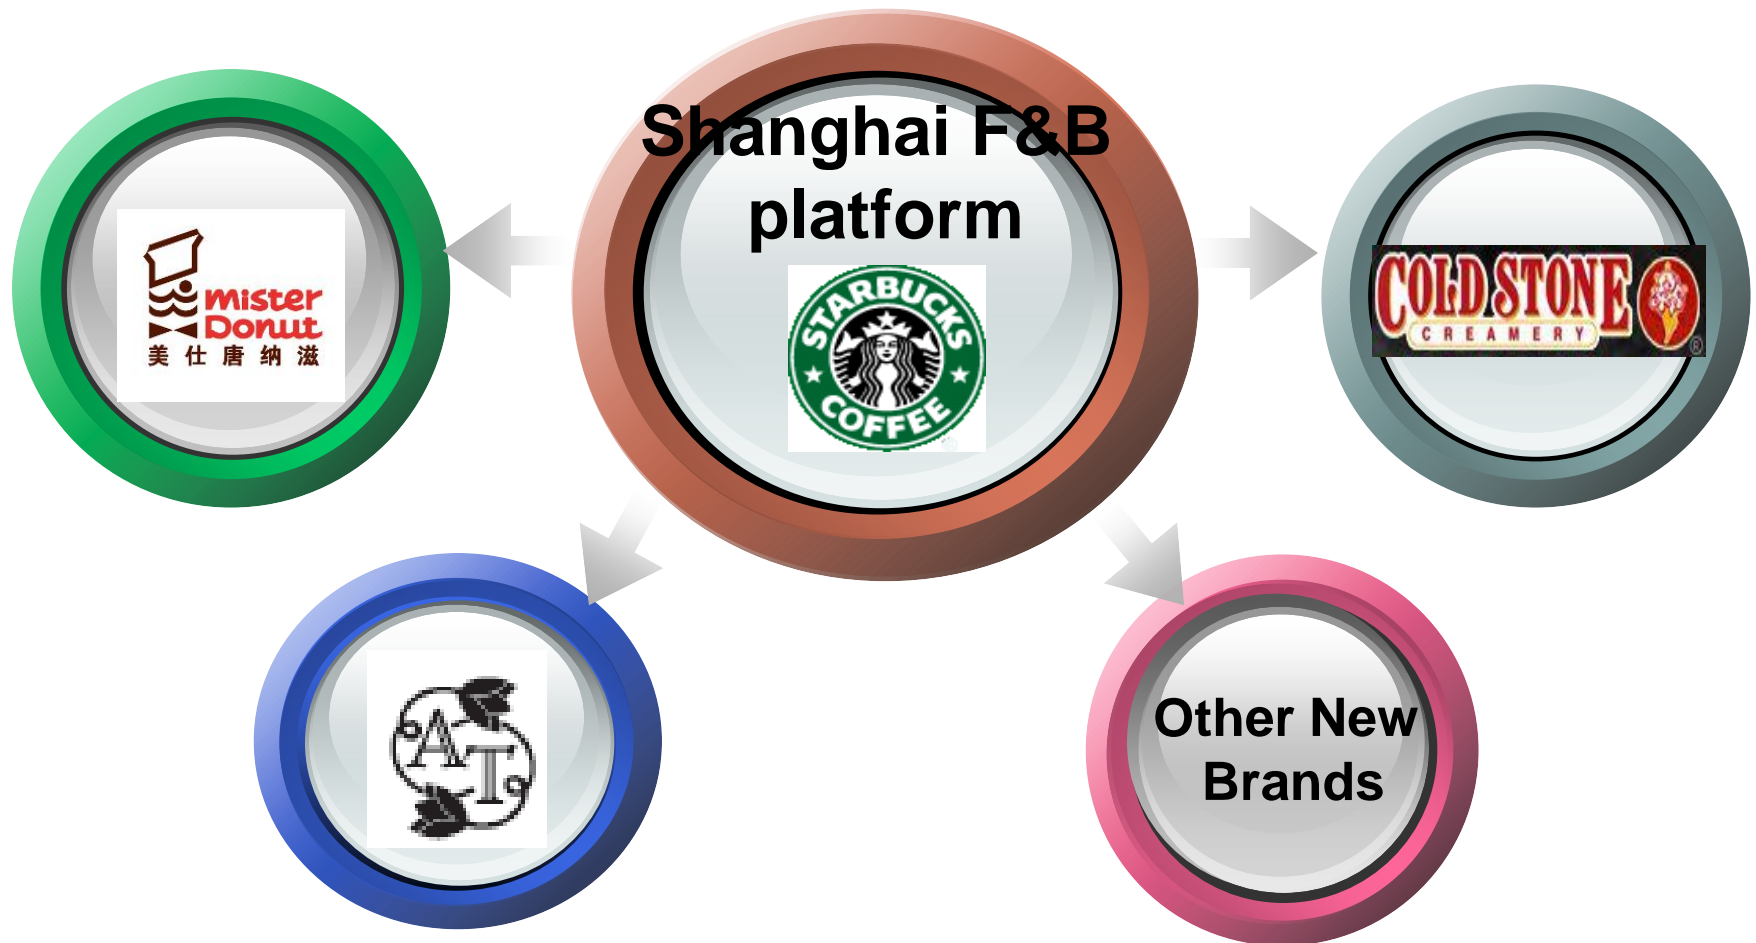 Shanghai F&B
platform
STARBUCKS
COFFEE
mister
Donut
美仕唐纳滋
COLD STONE
CREAMERY
®
AT
Other New
Brands